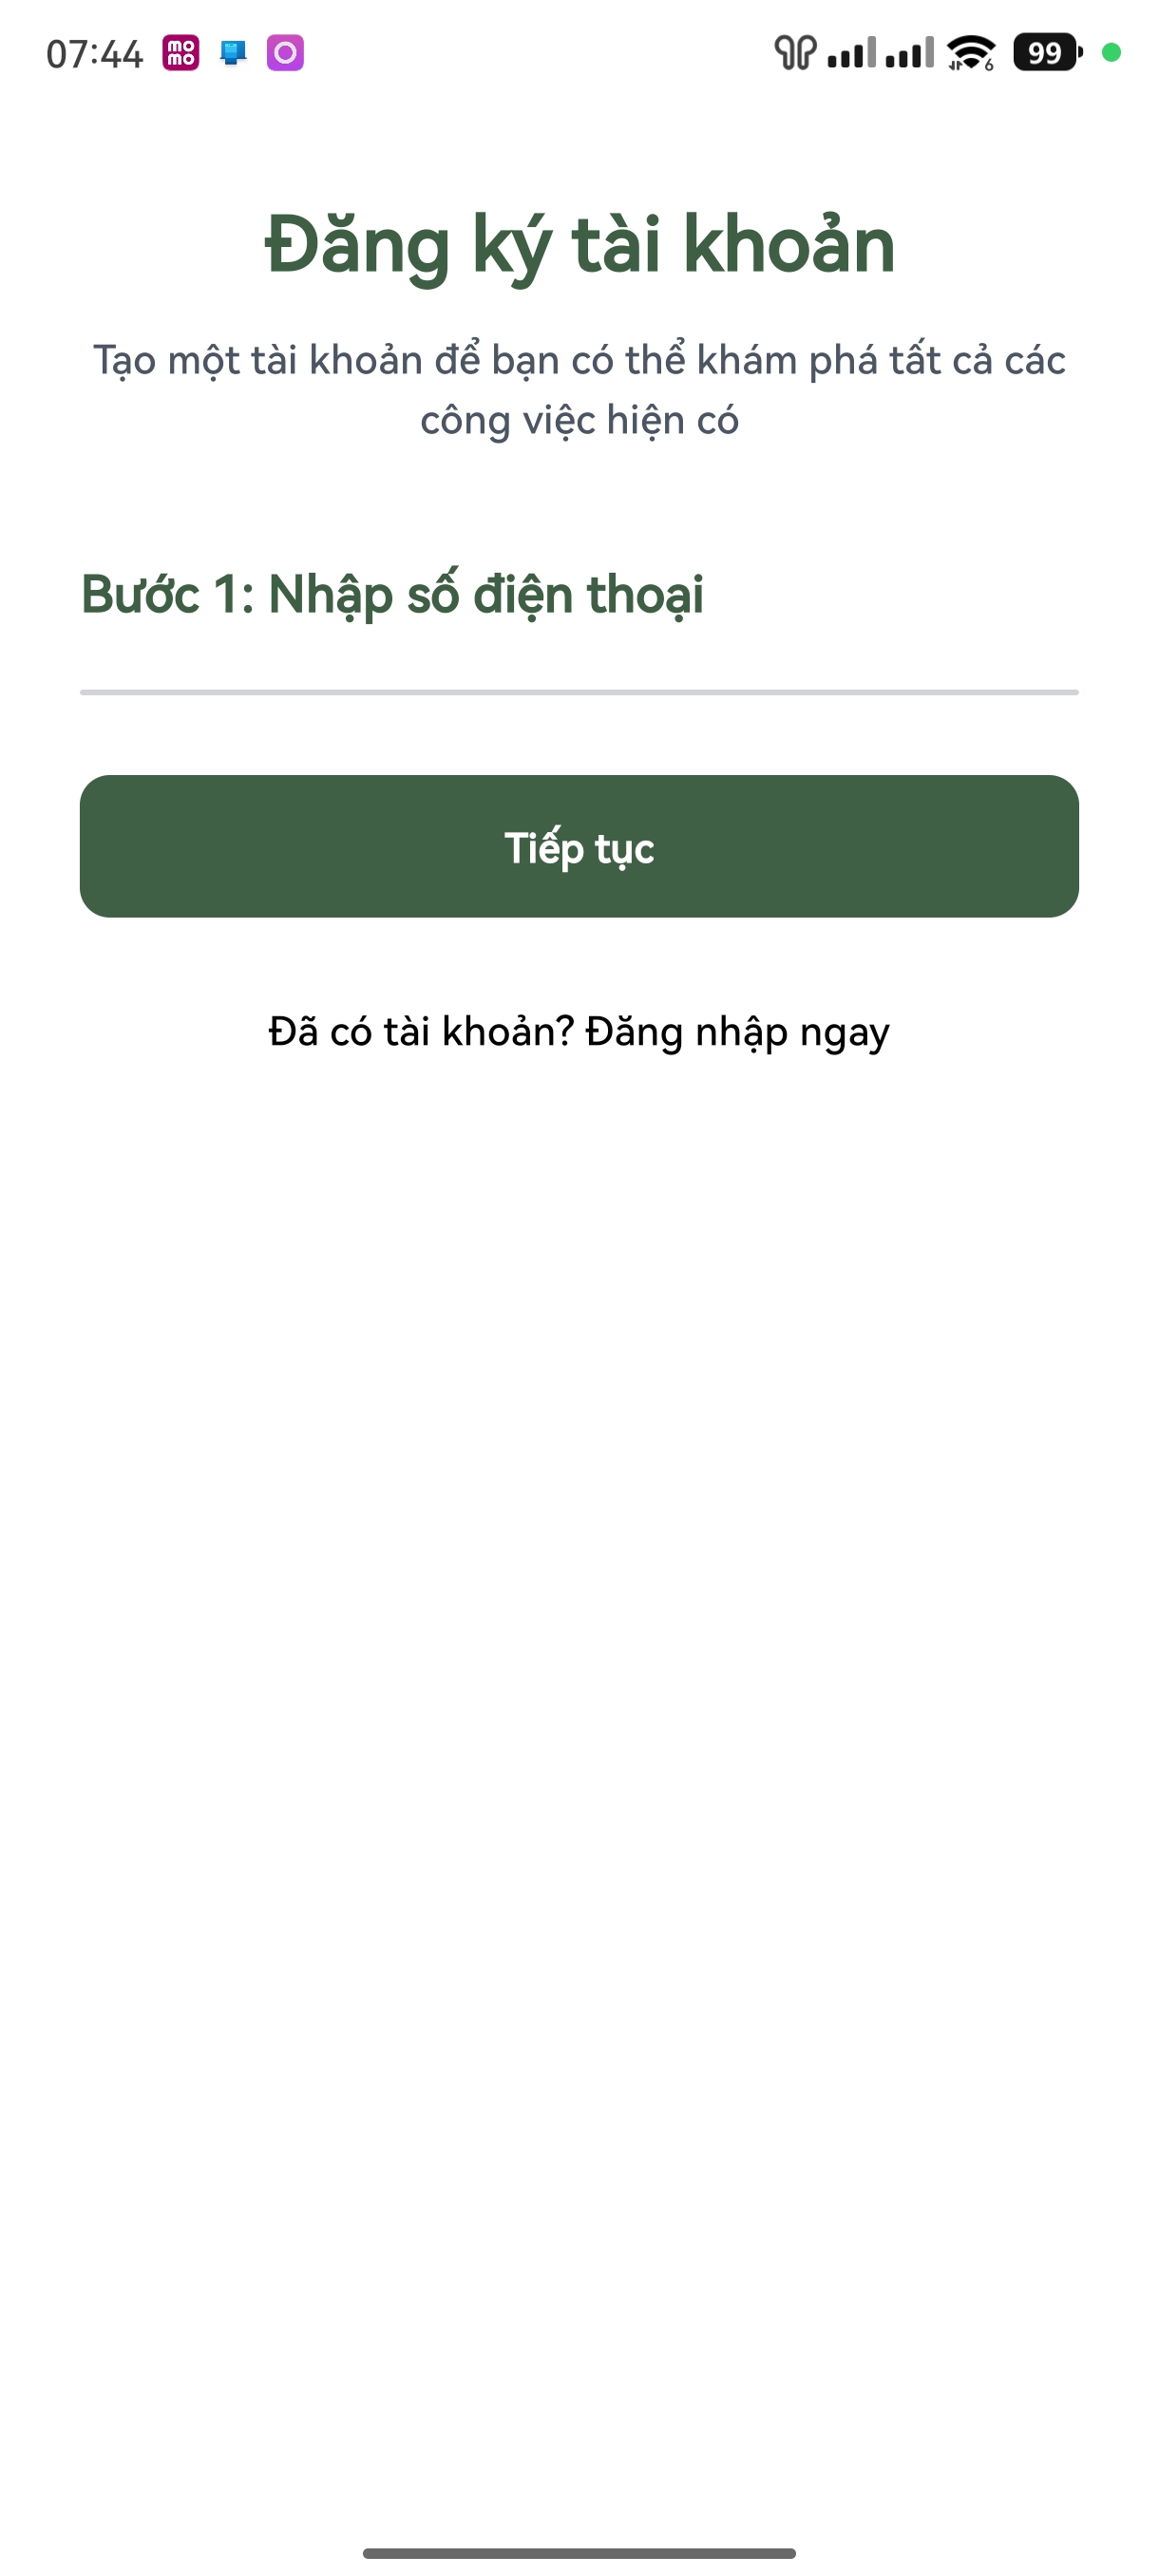 07:44
mo
mo
6
99
Đăng ký tài khoản
Tạo một tài khoản để bạn có thể khám phá tất cả các
công việc hiện có
Bước 1: Nhập số điện thoại
Tiếp tục
Đã có tài khoản? Đăng nhập ngay